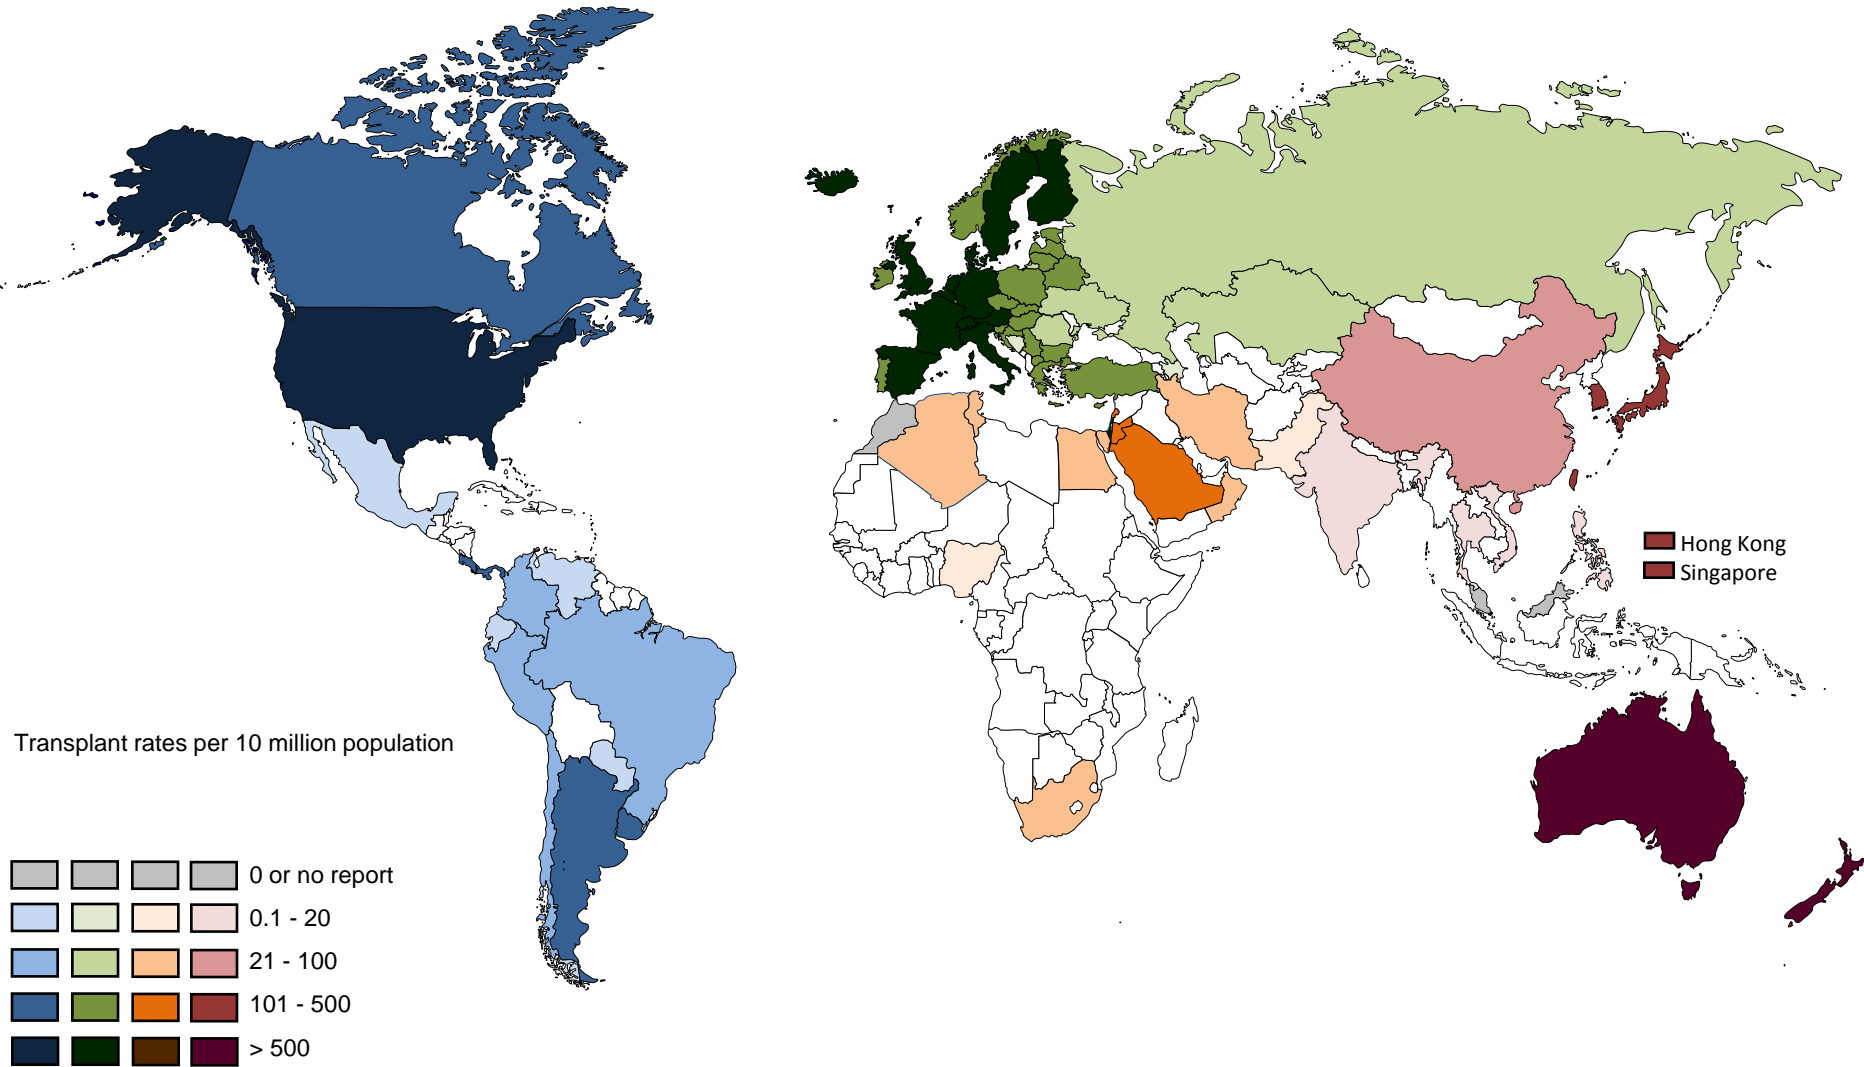 Hong Kong
Singapore
Transplant rates per 10 million population
0 or no report
0.1 - 20
21 - 100
101 - 500
> 500